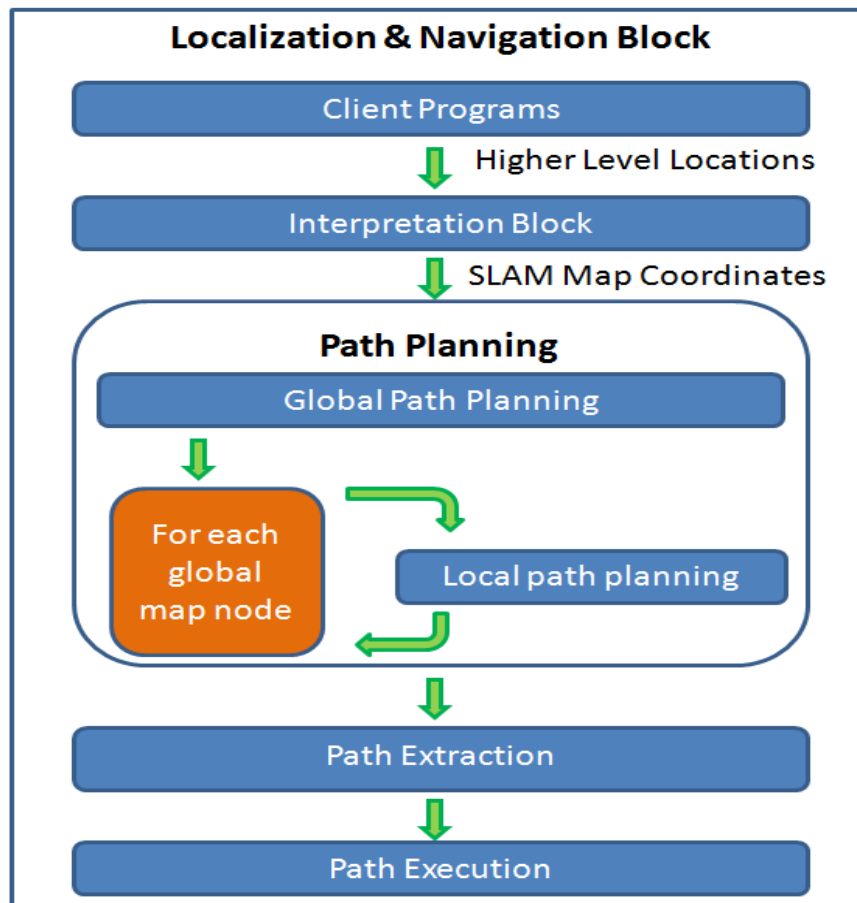 Localization & Navigation Block
Client Programs
Higher Level Locations
Interpretation Block
SLAM Map Coordinates
Path Planning
Global Path Planning
For each
global
map node
Local path planning
Path Extraction
Path Execution